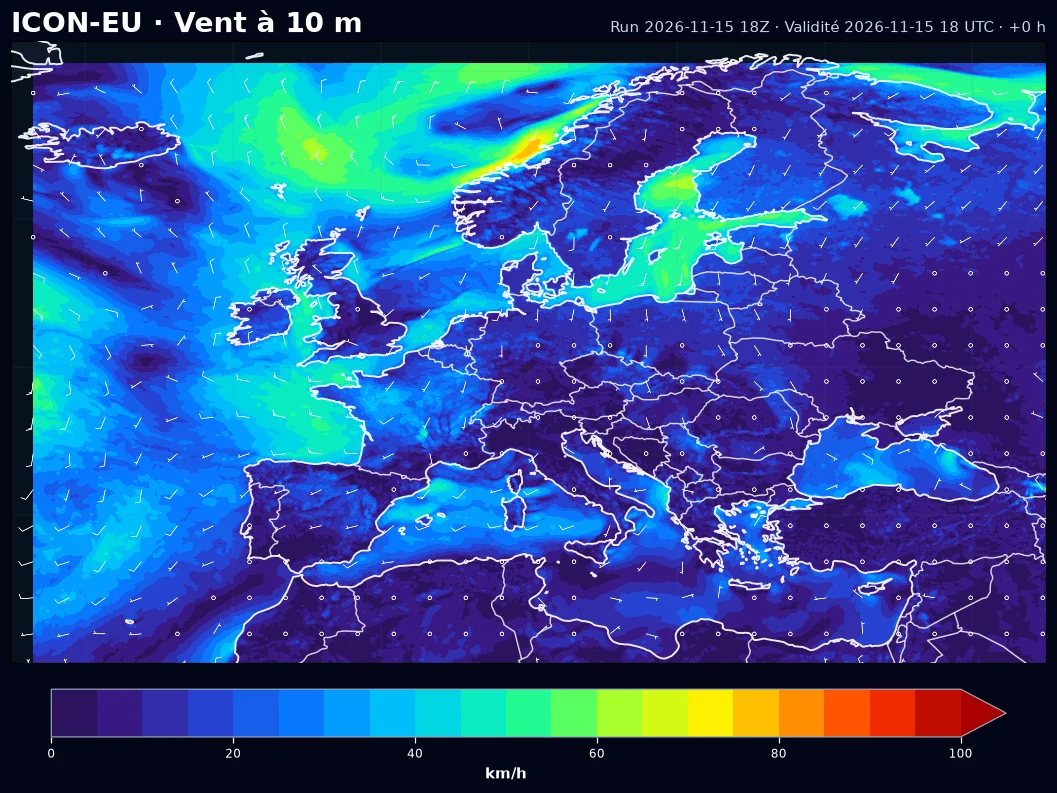 ICON-EU · Vent à 10 m
Run 2026-11-15 18Z · Validité 2026-11-15 18 UTC · +0 h
0 20 40 60 80 100
km/h